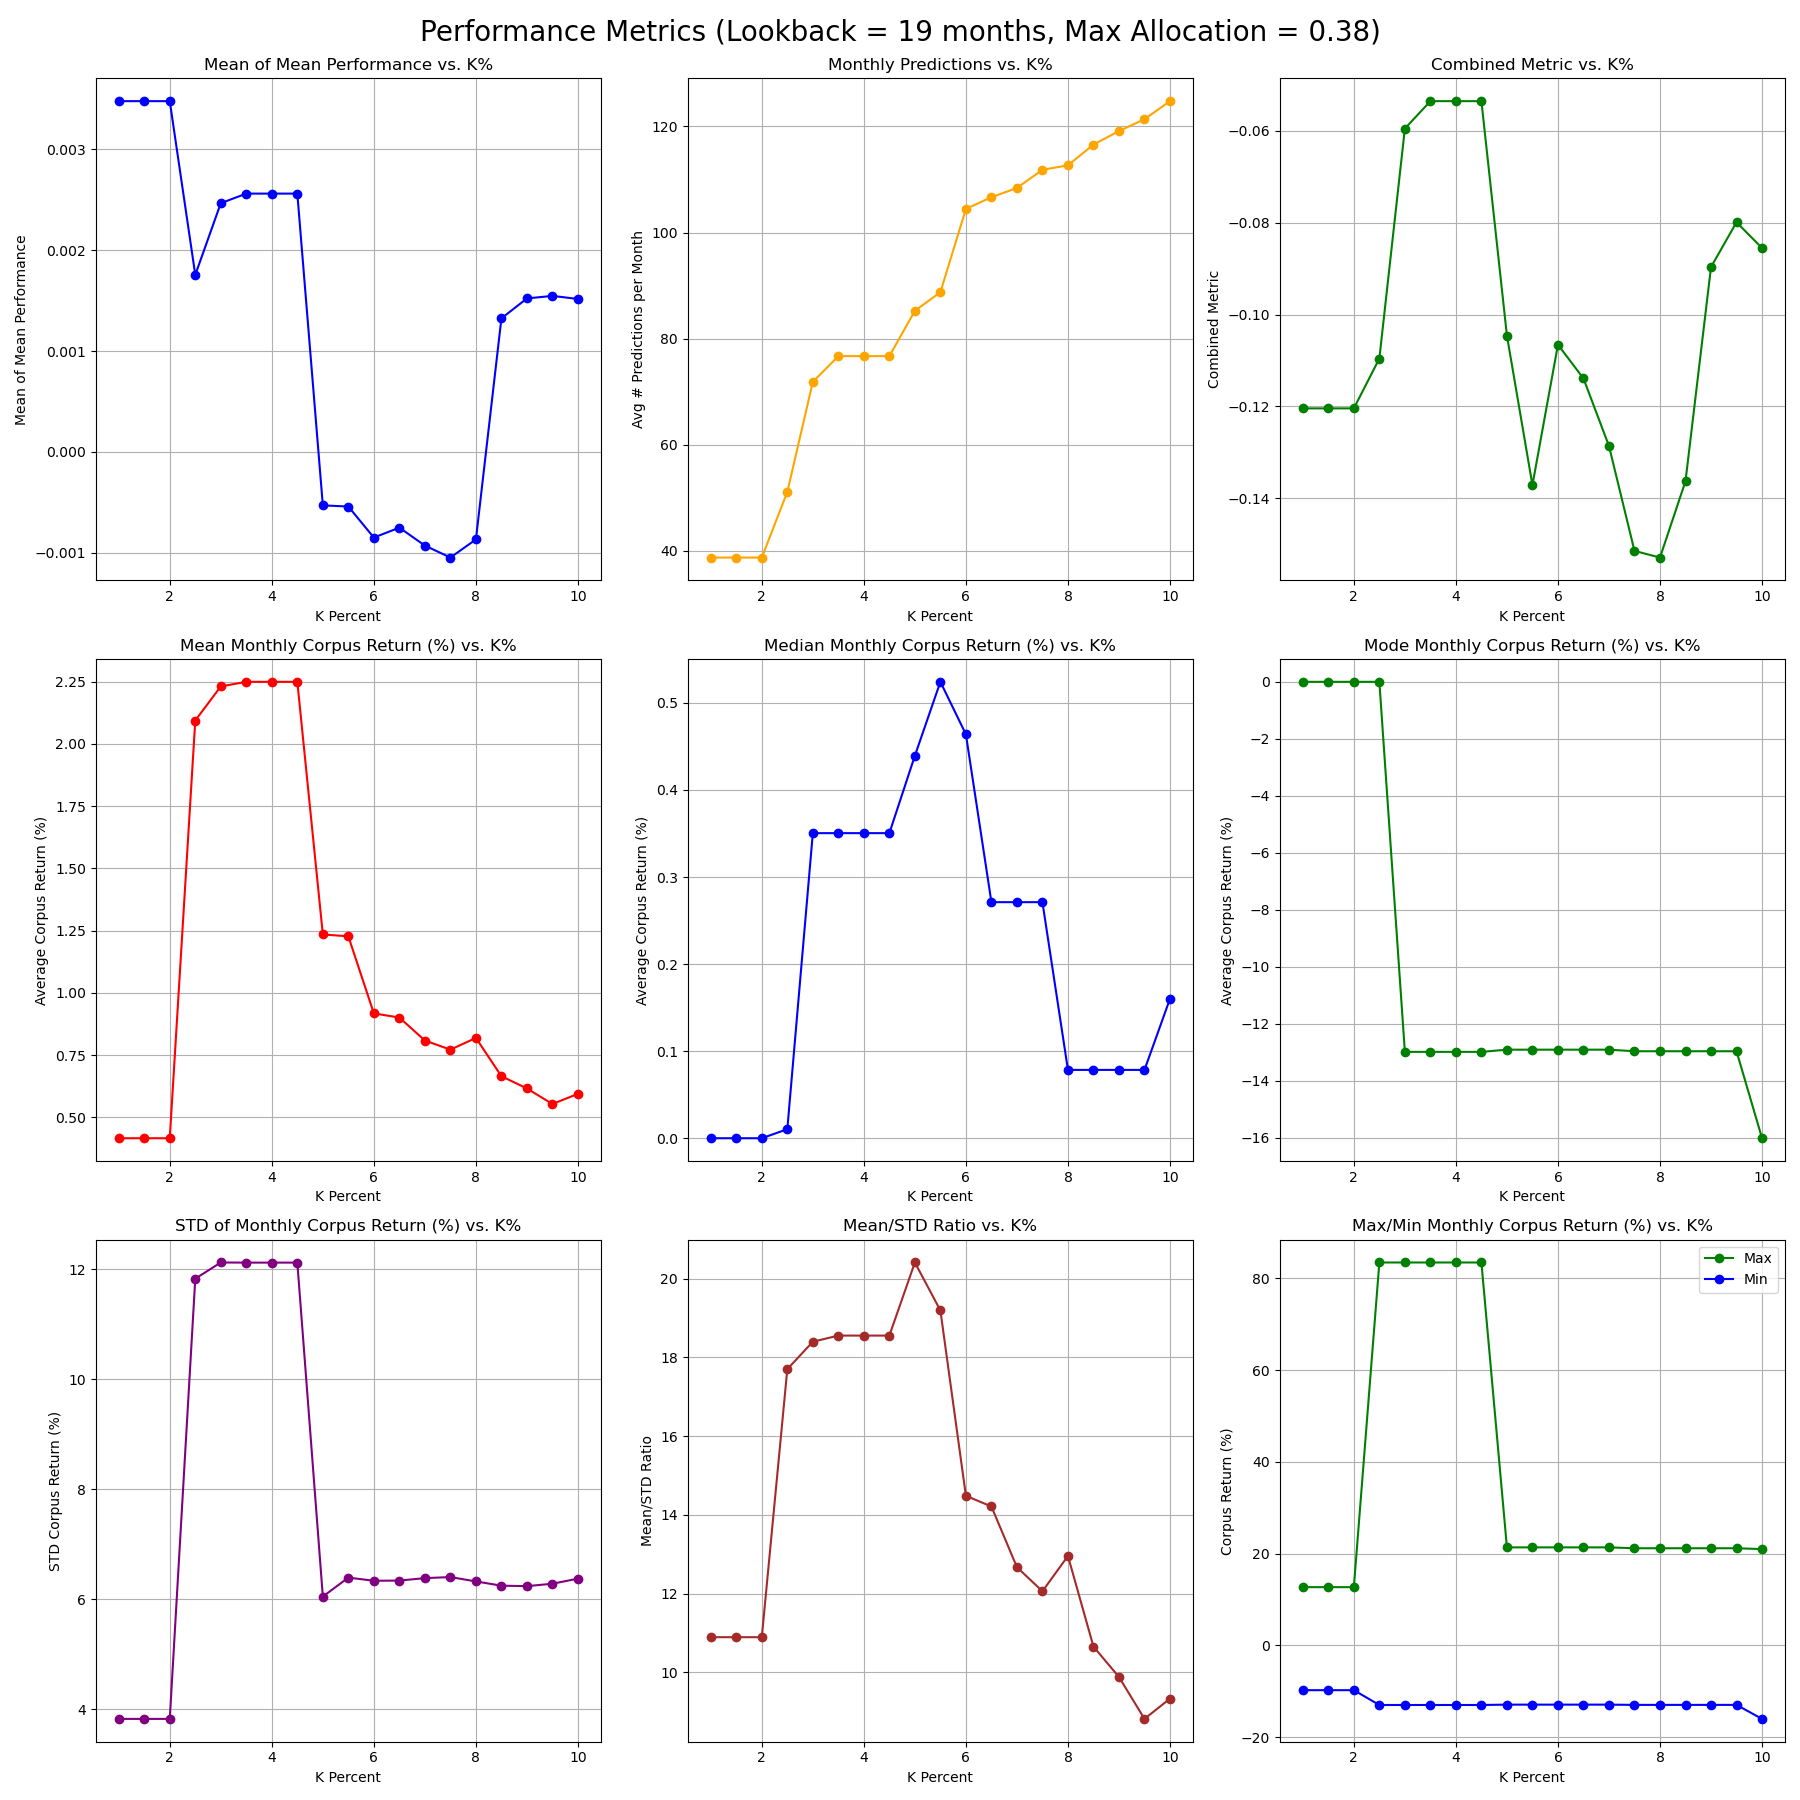 Performance Metrics (Lookback = 19 months, Max Allocation = 0.38)
Mean of Mean Performance vs. K%
Mean of Mean Performance
0.003
0.002
0.001
0.000
−0.001
2 4 6 8 10
K Percent
Monthly Predictions vs. K%
Avg # Predictions per Month
120
100
80
60
40
2 4 6 8 10
K Percent
Combined Metric vs. K%
Combined Metric
−0.06
−0.08
−0.10
−0.12
−0.14
2 4 6 8 10
K Percent
Mean Monthly Corpus Return (%) vs. K%
Average Corpus Return (%)
2.25
2.00
1.75
1.50
1.25
1.00
0.75
0.50
2 4 6 8 10
K Percent
Median Monthly Corpus Return (%) vs. K%
Average Corpus Return (%)
0.5
0.4
0.3
0.2
0.1
0.0
2 4 6 8 10
K Percent
Mode Monthly Corpus Return (%) vs. K%
Average Corpus Return (%)
0
−2
−4
−6
−8
−10
−12
−14
−16
2 4 6 8 10
K Percent
STD of Monthly Corpus Return (%) vs. K%
STD Corpus Return (%)
12
10
8
6
4
2 4 6 8 10
K Percent
Mean/STD Ratio vs. K%
Mean/STD Ratio
20
18
16
14
12
10
2 4 6 8 10
K Percent
Max/Min Monthly Corpus Return (%) vs. K%
Corpus Return (%)
Max
Min
80
60
40
20
0
−20
2 4 6 8 10
K Percent